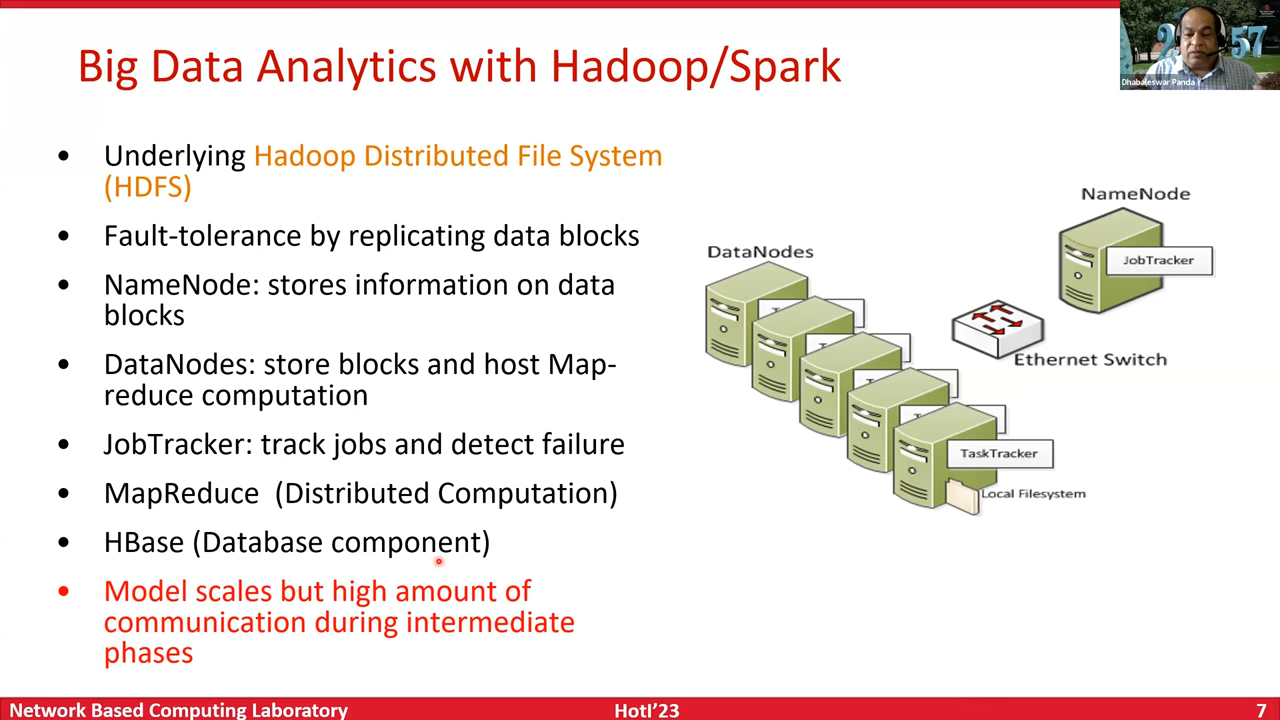 Big Data Analytics with Hadoop/Spark
57
Dhabaleswar Panda
• Underlying Hadoop Distributed File System
(HDFS)
• Fault-tolerance by replicating data blocks
• NameNode: stores information on data
blocks
• DataNodes: store blocks and host Map-
reduce computation
• JobTracker: track jobs and detect failure
• MapReduce (Distributed Computation)
• HBase (Database component)
• Model scales but high amount of
communication during intermediate
phases
NameNode
JobTracker
DataNodes
Ethernet Switch
TaskTracker
Local Filesystem
Network Based Computing Laboratory
HotI'23
7